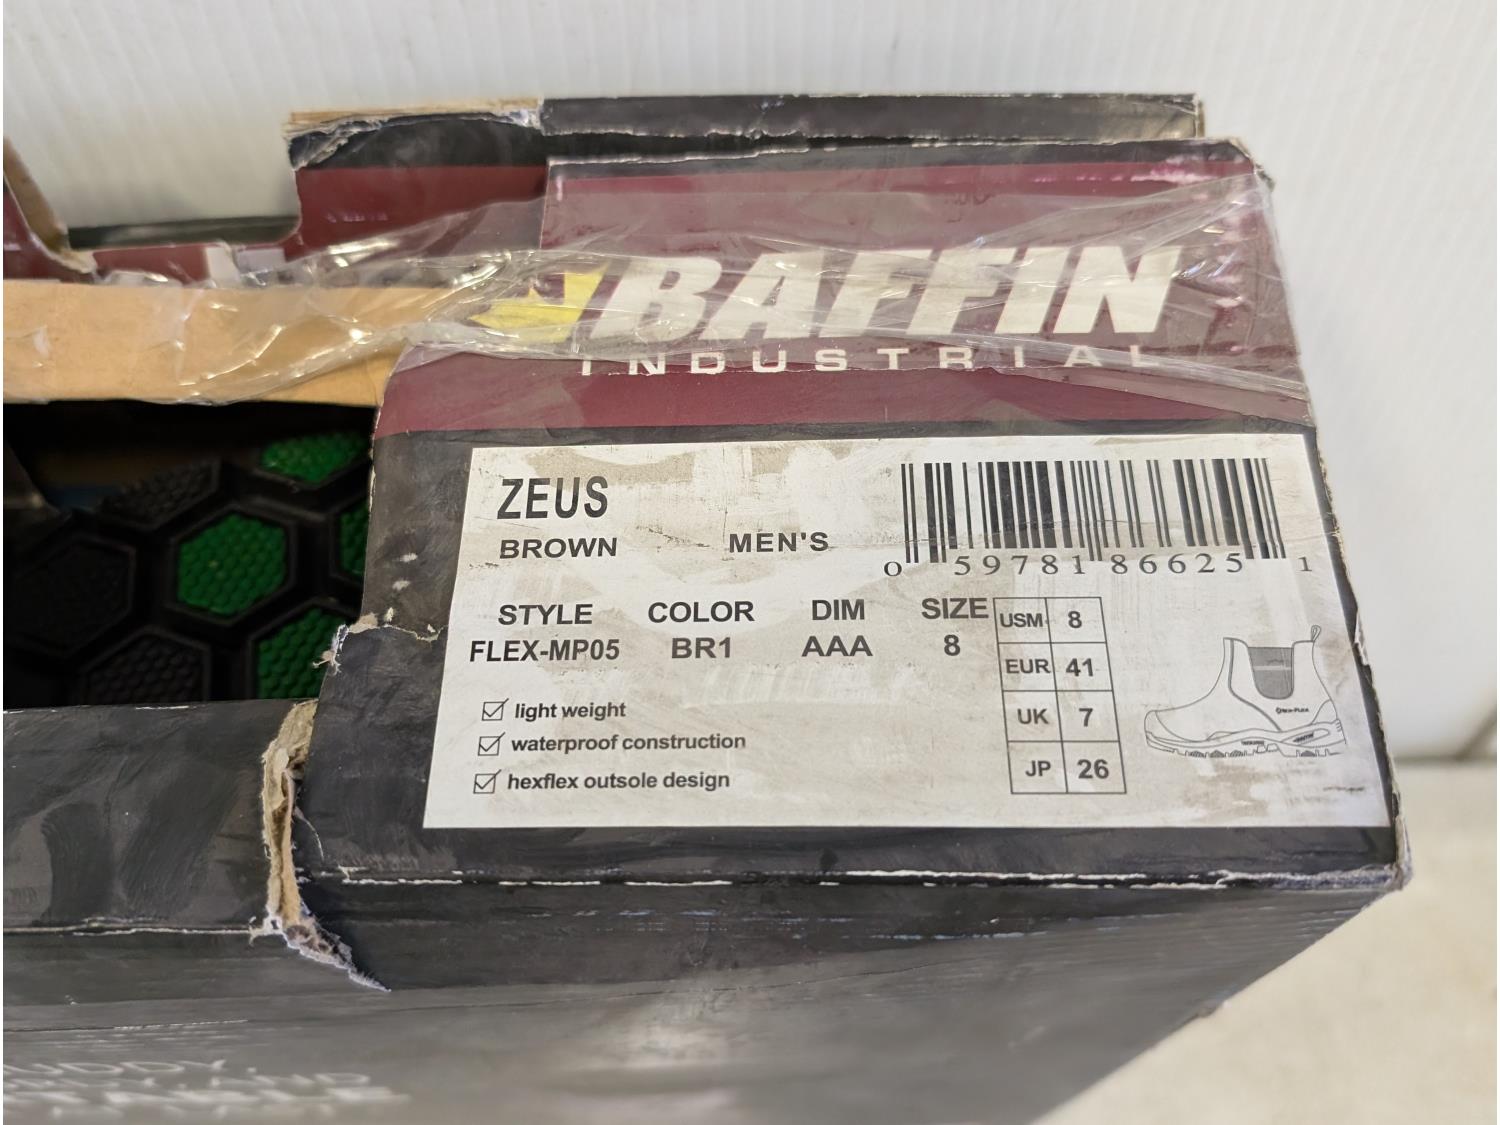 BAFFIN
INDUSTRIAL
ZEUS
BROWN MEN'S
0 59781 86625 1
STYLE COLOR DIM SIZE
FLEX-MP05 BR1 AAA 8
USM 8
EUR 41
UK 7
JP 26
light weight
waterproof construction
hexflex outsole design